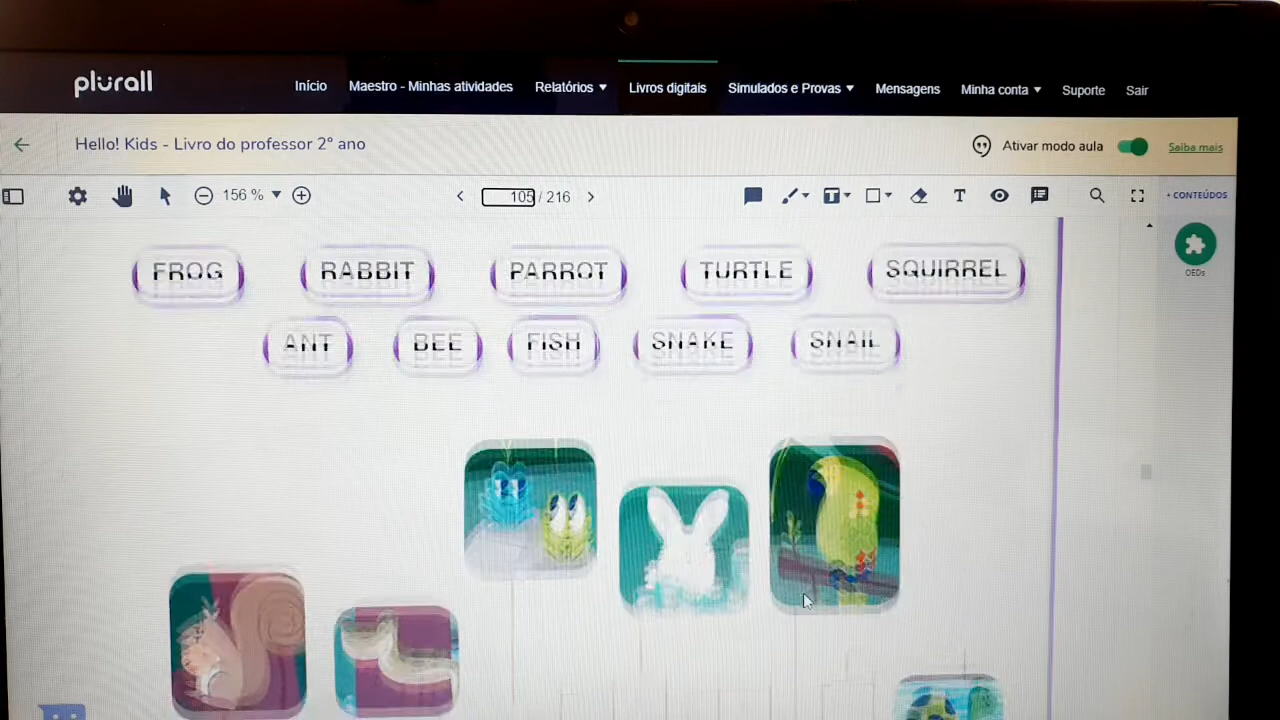 plurall
Início Maestro - Minhas atividades Relatórios Livros digitais Simulados e Provas Mensagens Minha conta Suporte Sair
Hello! Kids - Livro do professor 2º ano Ativar modo aula Saiba mais
156 % 105 / 216 T T + CONTEÚDOS
OEDs
FROG RABBIT PARROT TURTLE SQUIRREL
ANT BEE FISH SNAKE SNAIL